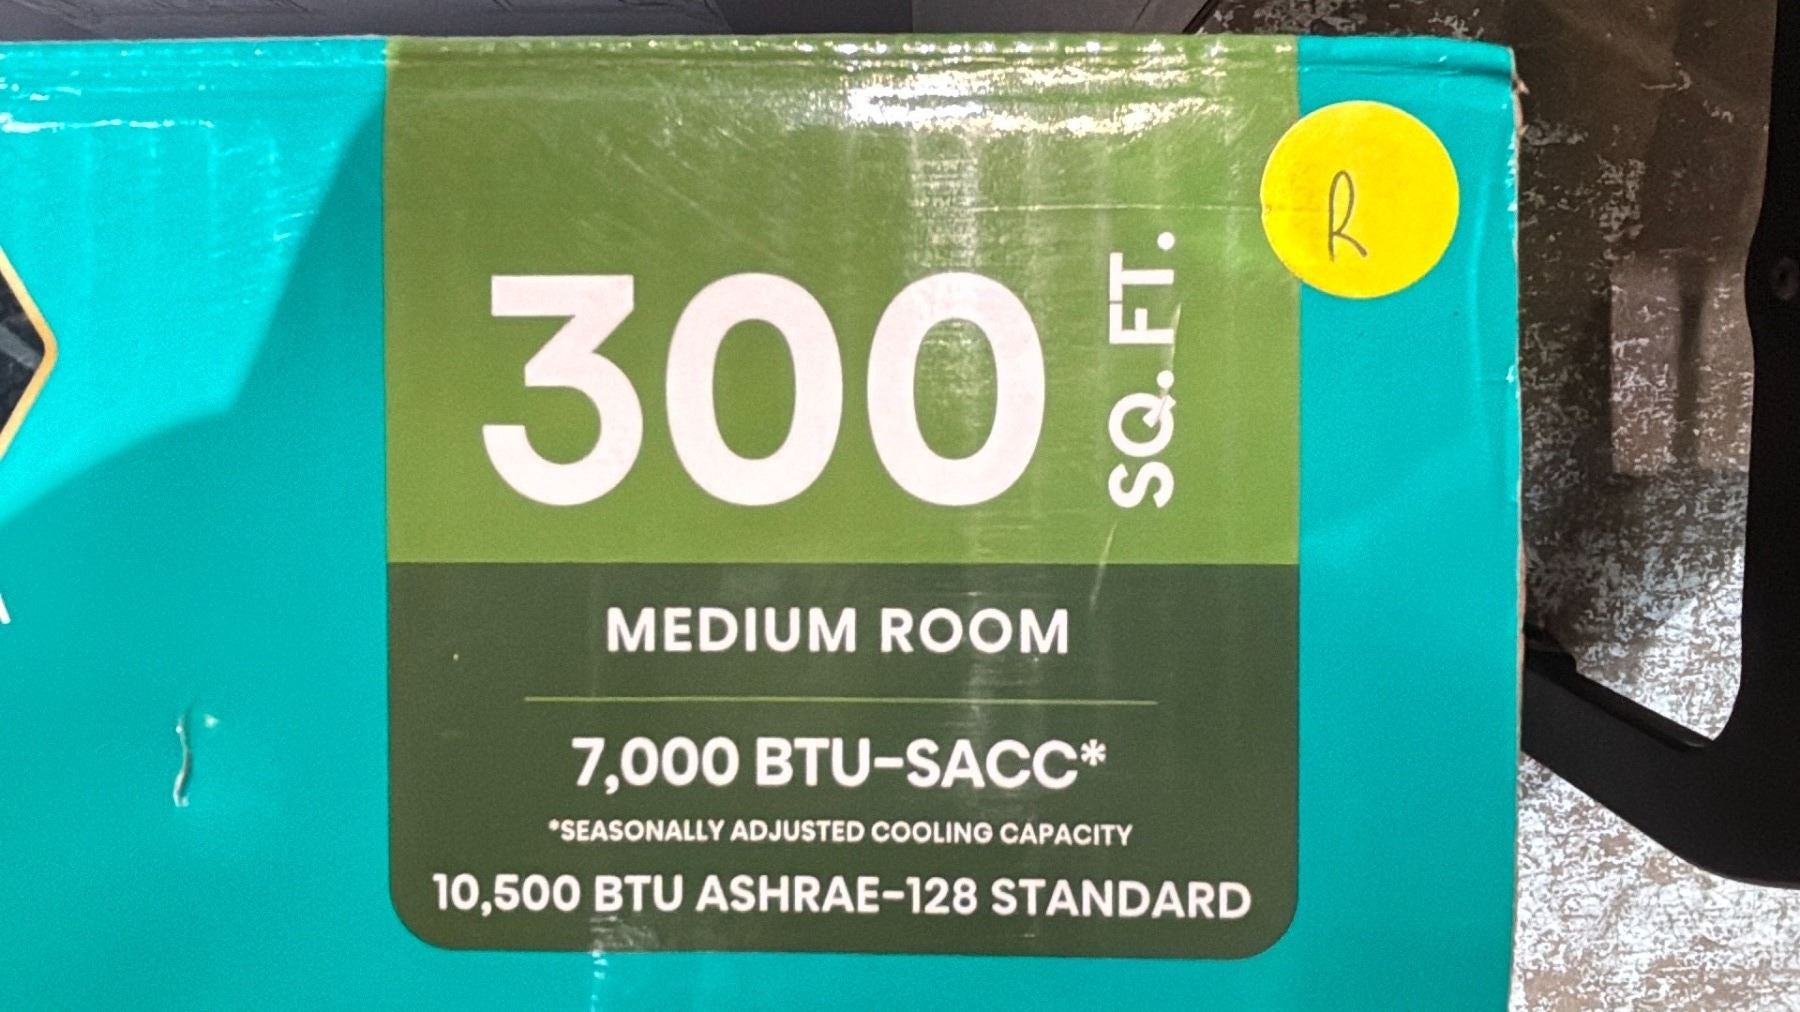 300 SQ. FT.
R
MEDIUM ROOM
7,000 BTU-SACC*
*SEASONALLY ADJUSTED COOLING CAPACITY
10,500 BTU ASHRAE-128 STANDARD